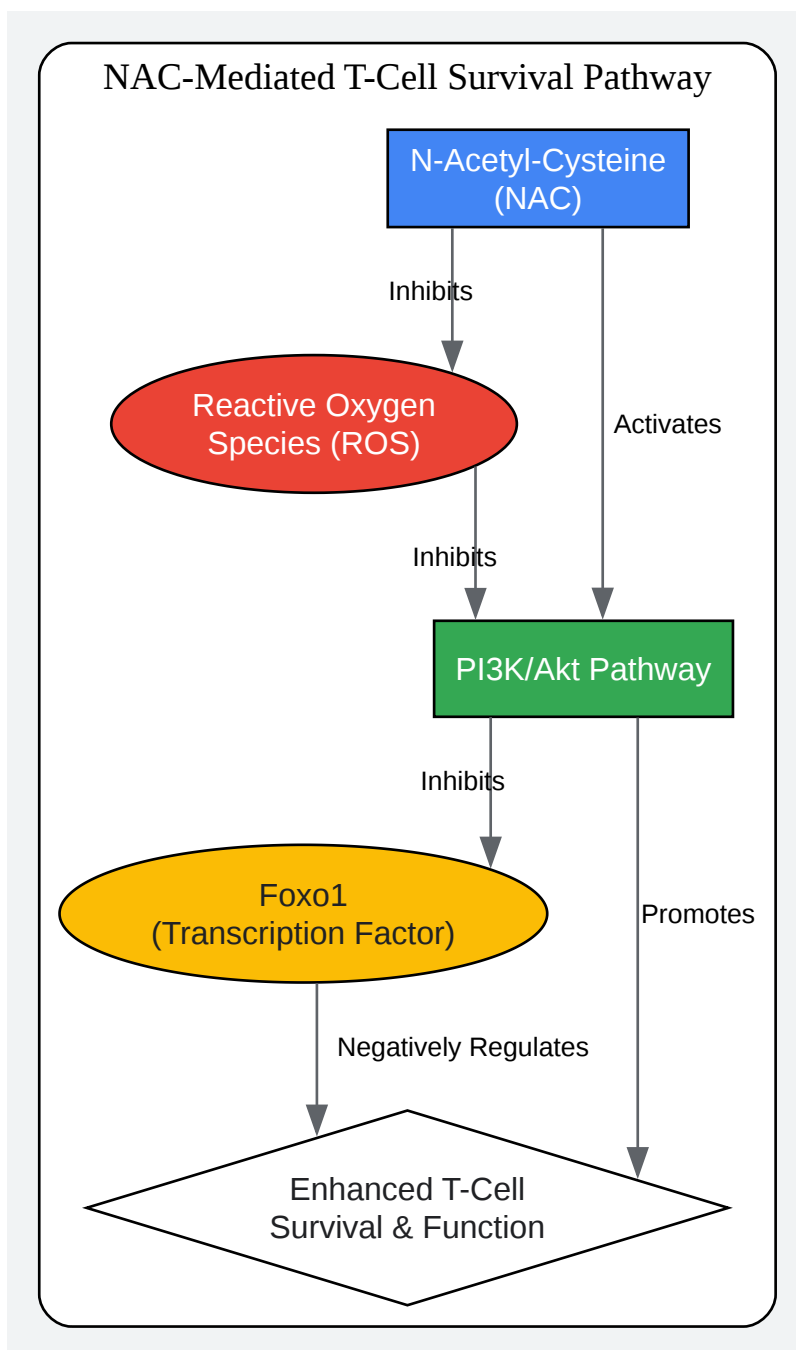 NAC-Mediated T-Cell Survival Pathway
N-Acetyl-Cysteine
(NAC)
Inhibits
Reactive Oxygen
Species (ROS)
Activates
Inhibits
PI3K/Akt Pathway
Inhibits
Foxo1
(Transcription Factor)
Promotes
Negatively Regulates
Enhanced T-Cell
Survival & Function